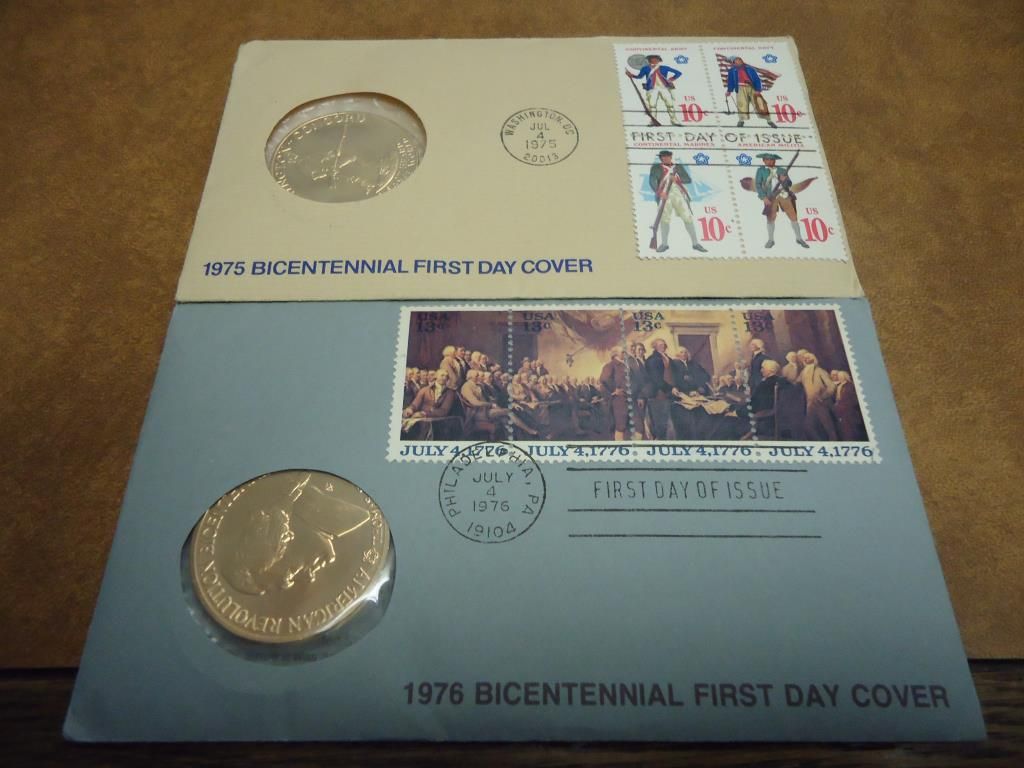 CONTINENTAL ARMY
CONTINENTAL NAVY
US
10c
US
10c
WASHINGTON, DC
JUL
4
1975
20013
FIRST DAY OF ISSUE
CONTINENTAL MARINES
AMERICAN MILITIA
US
10c
US
10c
CONCORD
1975 BICENTENNIAL FIRST DAY COVER
USA
13c
USA
13c
USA
13c
USA
13c
JULY 4,1776
JULY 4,1776
JULY 4,1776
JULY 4,1776
PHILADELPHIA, PA
JULY
4
1976
19104
FIRST DAY OF ISSUE
AMERICAN REVOLUTION
1976 BICENTENNIAL FIRST DAY COVER